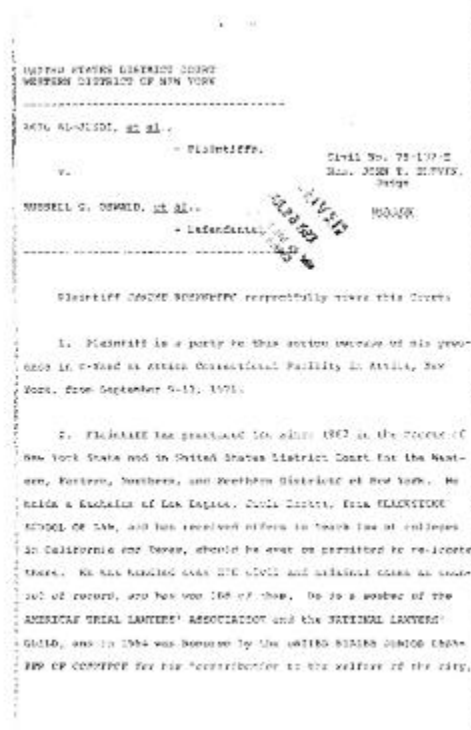 UNITED STATES DISTRICT COURT
WESTERN DISTRICT OF NEW YORK
AL-JUNDI, et al.,
- Plaintiffs,
v.
Civil No. 75-
Hon. JOHN T.
Judge
RUSSELL G. OSWALD, et al.,
- Defendants
Plaintiff respectfully moves this Court:
1. Plaintiff is a party to this action because of his pres-
ence in D-Yard at Attica Correctional Facility in Attica, New
York, from September 9-13, 1971.
2. Plaintiff has practiced law since in the courts of
New York State and in United States District Court for the West-
ern, Eastern, Northern, and Southern Districts of New York. He
holds a Bachelor of Law Degree, from BLACKSTONE
SCHOOL OF LAW, and has received offers to teach law at colleges
in California and Texas, should he ever be permitted to re-locate
there. He has handled over civil and criminal cases as coun-
sel of record, and has won of them. He is a member of the
AMERICAN TRIAL LAWYERS' ASSOCIATION and the NATIONAL LAWYERS'
GUILD, and in was honored by the UNITED STATES JUNIOR CHAM-
BER OF COMMERCE for his "contribution to the welfare of the city,